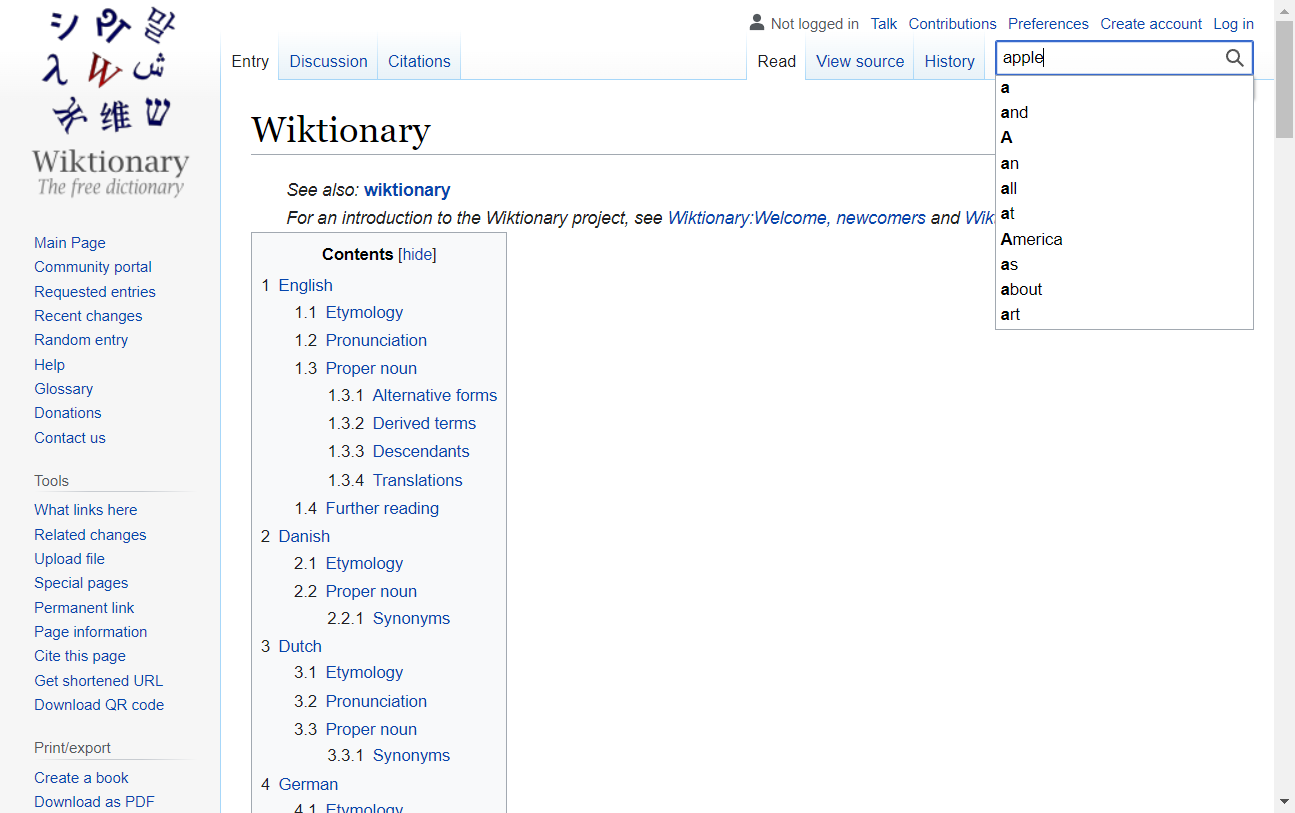 Wiktionary
The free dictionary
Not logged in Talk Contributions Preferences Create account Log in
Entry Discussion Citations Read View source History apple
a
and
A
an
all
at
America
as
about
art
Wiktionary
See also: wiktionary
For an introduction to the Wiktionary project, see Wiktionary:Welcome, newcomers and Wik
Contents [hide]
1 English
1.1 Etymology
1.2 Pronunciation
1.3 Proper noun
1.3.1 Alternative forms
1.3.2 Derived terms
1.3.3 Descendants
1.3.4 Translations
1.4 Further reading
2 Danish
2.1 Etymology
2.2 Proper noun
2.2.1 Synonyms
3 Dutch
3.1 Etymology
3.2 Pronunciation
3.3 Proper noun
3.3.1 Synonyms
4 German
4.1 Etymology
Main Page
Community portal
Requested entries
Recent changes
Random entry
Help
Glossary
Donations
Contact us
Tools
What links here
Related changes
Upload file
Special pages
Permanent link
Page information
Cite this page
Get shortened URL
Download QR code
Print/export
Create a book
Download as PDF